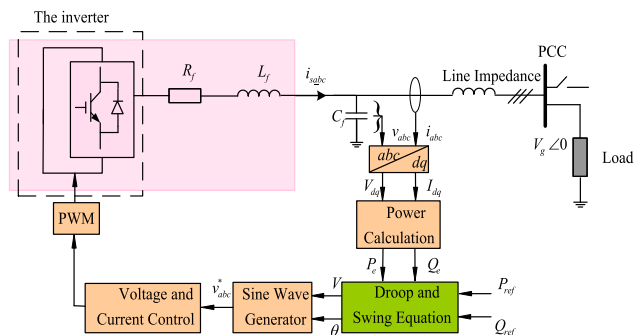 The inverter
R_f
L_f
i_sabc
C_f
v_abc
i_abc
Line Impedance
PCC
V_g ∠0
Load
abc
dq
V_dq
I_dq
Power
Calculation
P_e
Q_e
PWM
Voltage and
Current Control
v*_abc
Sine Wave
Generator
V
θ
Droop and
Swing Equation
P_ref
Q_ref